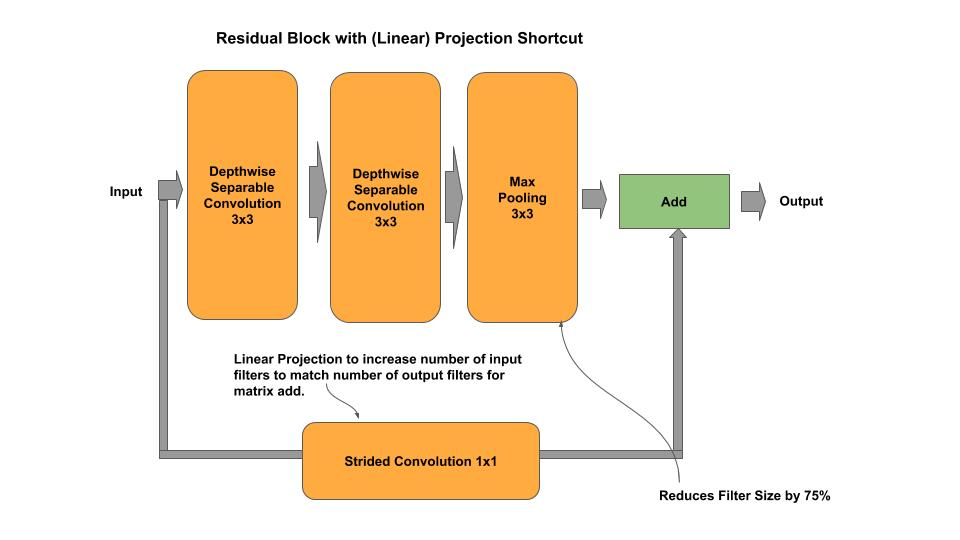 Residual Block with (Linear) Projection Shortcut
Input
Depthwise
Separable
Convolution
3x3
Depthwise
Separable
Convolution
3x3
Max
Pooling
3x3
Add
Output
Linear Projection to increase number of input
filters to match number of output filters for
matrix add.
Strided Convolution 1x1
Reduces Filter Size by 75%